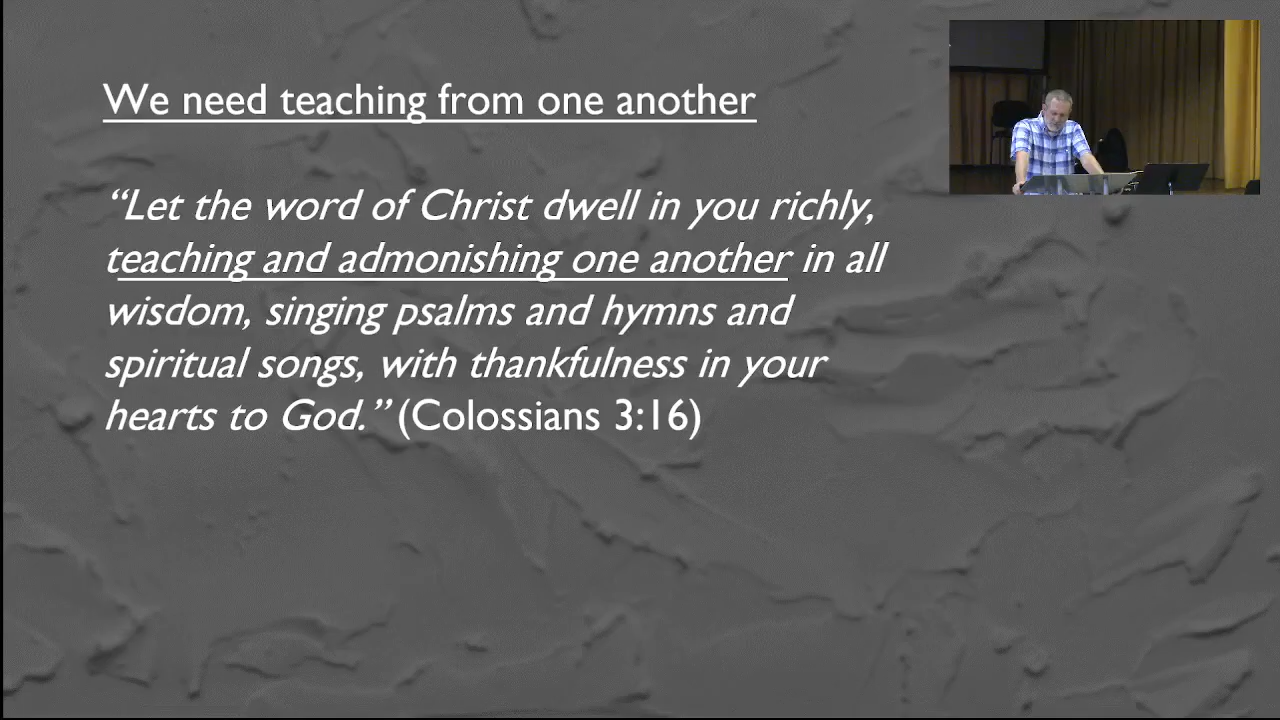 We need teaching from one another
“Let the word of Christ dwell in you richly,
teaching and admonishing one another in all
wisdom, singing psalms and hymns and
spiritual songs, with thankfulness in your
hearts to God.” (Colossians 3:16)